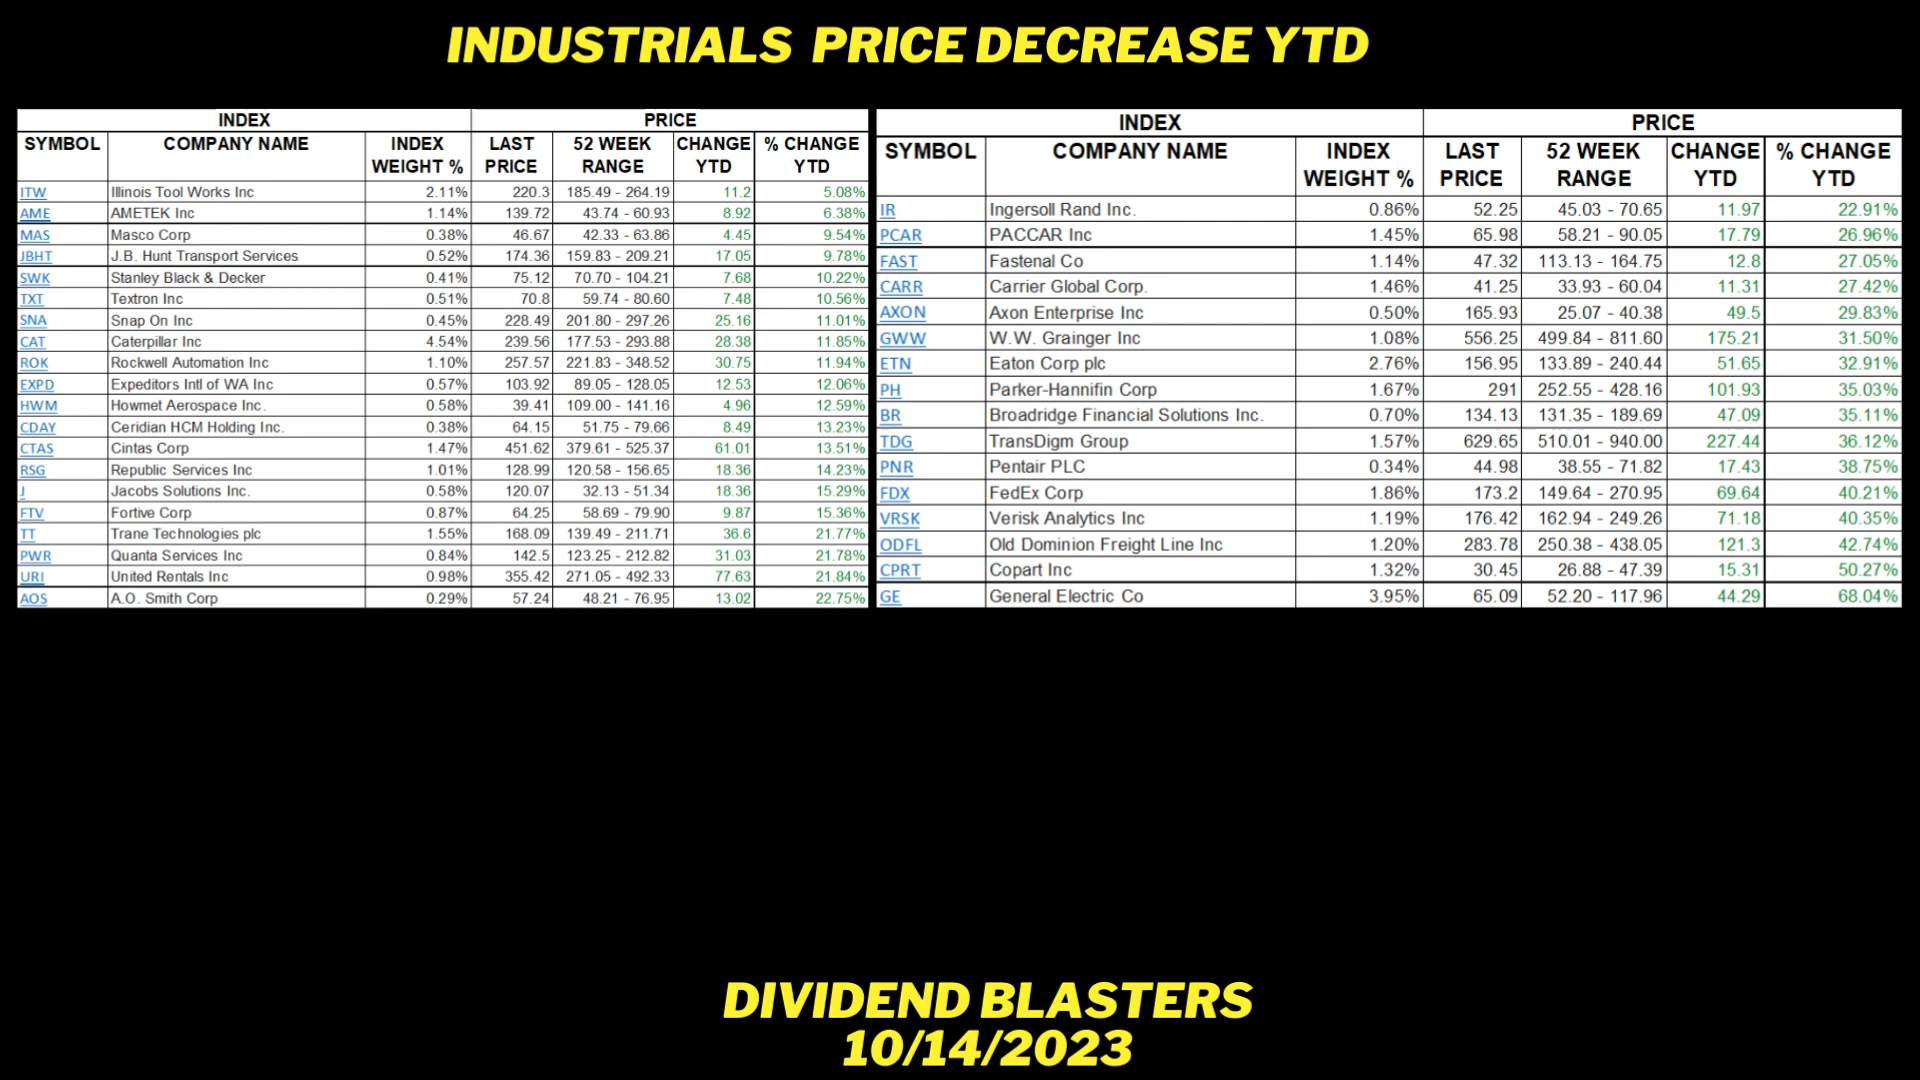 INDUSTRIALS PRICE DECREASE YTD
INDEX PRICE
SYMBOL COMPANY NAME INDEX WEIGHT % LAST PRICE 52 WEEK RANGE CHANGE YTD % CHANGE YTD
ITW Illinois Tool Works Inc 2.11% 220.3 185.49 - 264.19 11.2 5.08%
AME AMETEK Inc 1.14% 139.72 43.74 - 60.93 8.92 6.38%
MAS Masco Corp 0.38% 46.67 42.33 - 63.86 4.45 9.54%
JBHT J.B. Hunt Transport Services 0.52% 174.36 159.83 - 209.21 17.05 9.78%
SWK Stanley Black & Decker 0.41% 75.12 70.70 - 104.21 7.68 10.22%
TXT Textron Inc 0.51% 70.8 59.74 - 80.60 7.48 10.56%
SNA Snap On Inc 0.45% 228.49 201.80 - 297.26 25.16 11.01%
CAT Caterpillar Inc 4.54% 239.56 177.53 - 293.88 28.38 11.85%
ROK Rockwell Automation Inc 1.10% 257.57 221.83 - 348.52 30.75 11.94%
EXPD Expeditors Intl of WA Inc 0.57% 103.92 89.05 - 128.05 12.53 12.06%
HWM Howmet Aerospace Inc. 0.58% 39.41 109.00 - 141.16 4.96 12.59%
CDAY Ceridian HCM Holding Inc. 0.38% 64.15 51.75 - 79.66 8.49 13.23%
CTAS Cintas Corp 1.47% 451.62 379.61 - 525.37 61.01 13.51%
RSG Republic Services Inc 1.01% 128.99 120.58 - 156.65 18.36 14.23%
J Jacobs Solutions Inc. 0.58% 120.07 32.13 - 51.34 18.36 15.29%
FTV Fortive Corp 0.87% 64.25 58.69 - 79.90 9.87 15.36%
TT Trane Technologies plc 1.55% 168.09 139.49 - 211.71 36.6 21.77%
PWR Quanta Services Inc 0.84% 142.5 123.25 - 212.82 31.03 21.78%
URI United Rentals Inc 0.98% 355.42 271.05 - 492.33 77.63 21.84%
AOS A.O. Smith Corp 0.29% 57.24 48.21 - 76.95 13.02 22.75%
INDEX PRICE
SYMBOL COMPANY NAME INDEX WEIGHT % LAST PRICE 52 WEEK RANGE CHANGE YTD % CHANGE YTD
IR Ingersoll Rand Inc. 0.86% 52.25 45.03 - 70.65 11.97 22.91%
PCAR PACCAR Inc 1.45% 65.98 58.21 - 90.05 17.79 26.96%
FAST Fastenal Co 1.14% 47.32 113.13 - 164.75 12.8 27.05%
CARR Carrier Global Corp. 1.46% 41.25 33.93 - 60.04 11.31 27.42%
AXON Axon Enterprise Inc 0.50% 165.93 25.07 - 40.38 49.5 29.83%
GWW W.W. Grainger Inc 1.08% 556.25 499.84 - 811.60 175.21 31.50%
ETN Eaton Corp plc 2.76% 156.95 133.89 - 240.44 51.65 32.91%
PH Parker-Hannifin Corp 1.67% 291 252.55 - 428.16 101.93 35.03%
BR Broadridge Financial Solutions Inc. 0.70% 134.13 131.35 - 189.69 47.09 35.11%
TDG TransDigm Group 1.57% 629.65 510.01 - 940.00 227.44 36.12%
PNR Pentair PLC 0.34% 44.98 38.55 - 71.82 17.43 38.75%
FDX FedEx Corp 1.86% 173.2 149.64 - 270.95 69.64 40.21%
VRSK Verisk Analytics Inc 1.19% 176.42 162.94 - 249.26 71.18 40.35%
ODFL Old Dominion Freight Line Inc 1.20% 283.78 250.38 - 438.05 121.3 42.74%
CPRT Copart Inc 1.32% 30.45 26.88 - 47.39 15.31 50.27%
GE General Electric Co 3.95% 65.09 52.20 - 117.96 44.29 68.04%
DIVIDEND BLASTERS
10/14/2023